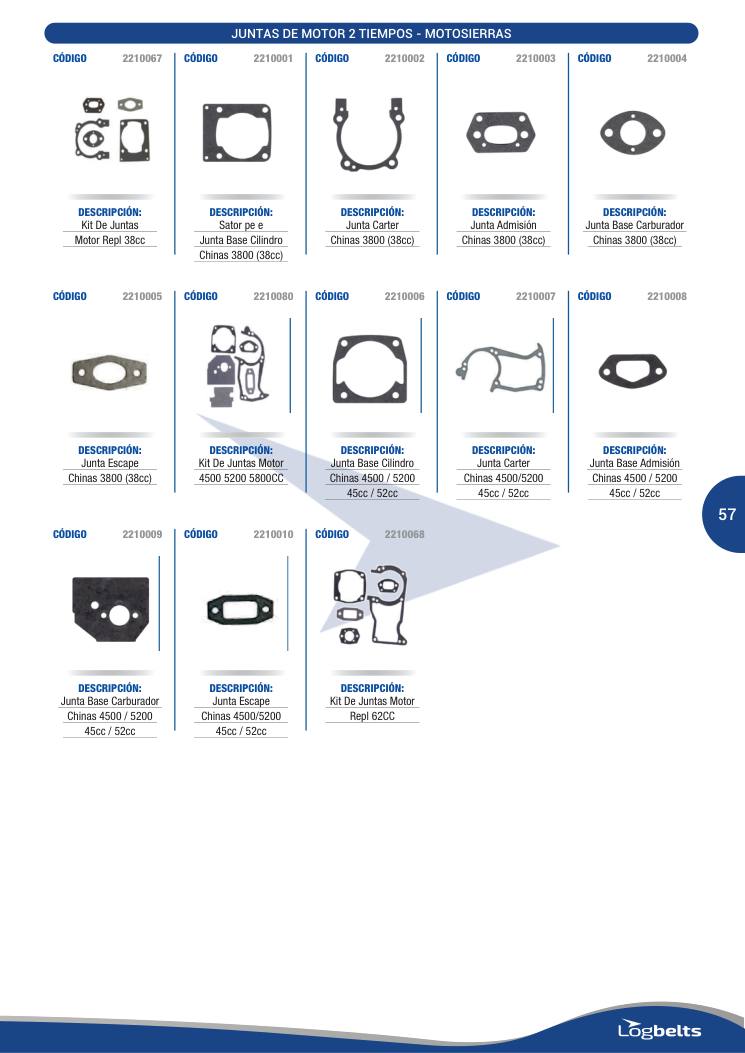 JUNTAS DE MOTOR 2 TIEMPOS - MOTOSIERRAS
CÓDIGO 2210067
DESCRIPCIÓN:
Kit De Juntas
Motor Repl 38cc
CÓDIGO 2210001
DESCRIPCIÓN:
Sator pe e
Junta Base Cilindro
Chinas 3800 (38cc)
CÓDIGO 2210002
DESCRIPCIÓN:
Junta Carter
Chinas 3800 (38cc)
CÓDIGO 2210003
DESCRIPCIÓN:
Junta Admisión
Chinas 3800 (38cc)
CÓDIGO 2210004
DESCRIPCIÓN:
Junta Base Carburador
Chinas 3800 (38cc)
CÓDIGO 2210005
DESCRIPCIÓN:
Junta Escape
Chinas 3800 (38cc)
CÓDIGO 2210080
DESCRIPCIÓN:
Kit De Juntas Motor
4500 5200 5800CC
CÓDIGO 2210006
DESCRIPCIÓN:
Junta Base Cilindro
Chinas 4500 / 5200
45cc / 52cc
CÓDIGO 2210007
DESCRIPCIÓN:
Junta Carter
Chinas 4500/5200
45cc / 52cc
CÓDIGO 2210008
DESCRIPCIÓN:
Junta Base Admisión
Chinas 4500 / 5200
45cc / 52cc
57
CÓDIGO 2210009
DESCRIPCIÓN:
Junta Base Carburador
Chinas 4500 / 5200
45cc / 52cc
CÓDIGO 2210010
DESCRIPCIÓN:
Junta Escape
Chinas 4500/5200
45cc / 52cc
CÓDIGO 2210068
DESCRIPCIÓN:
Kit De Juntas Motor
Repl 62CC
Logbelts